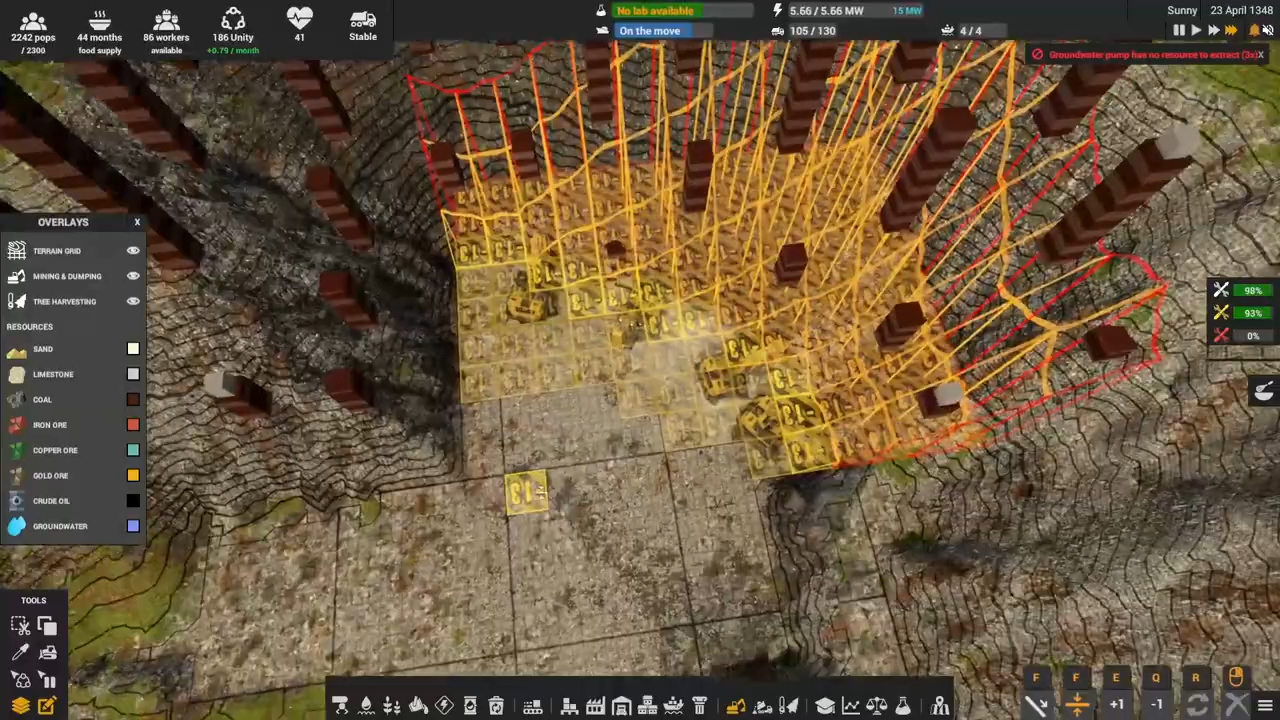 2242 pops
/ 2300
44 months
food supply
86 workers
available
186 Unity
+0.79 / month
41
Stable
No lab available
On the move
5.66 / 5.66 MW
15 MW
105 / 130
4 / 4
Sunny
23 April 1348
Groundwater pump has no resource to extract (3x)
X
OVERLAYS
X
TERRAIN GRID
MINING & DUMPING
TREE HARVESTING
RESOURCES
SAND
LIMESTONE
COAL
IRON ORE
COPPER ORE
GOLD ORE
CRUDE OIL
GROUNDWATER
98%
93%
0%
-13
TOOLS
F
F
E
Q
R
+1
-1